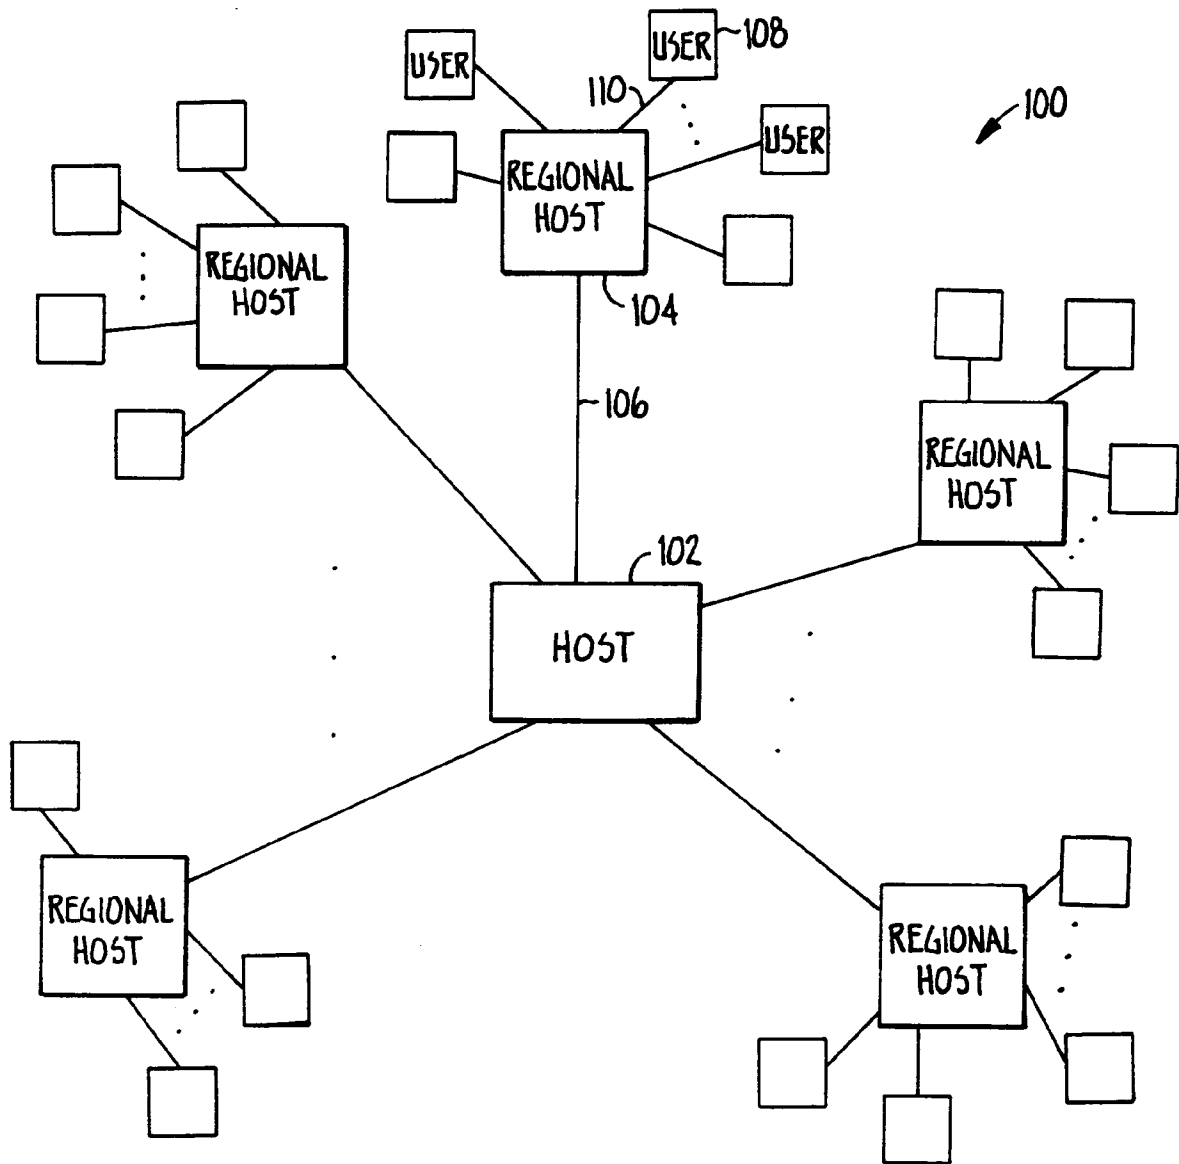 USER
USER
108
110
100
USER
REGIONAL
HOST
REGIONAL
HOST
104
106
REGIONAL
HOST
102
HOST
REGIONAL
HOST
REGIONAL
HOST